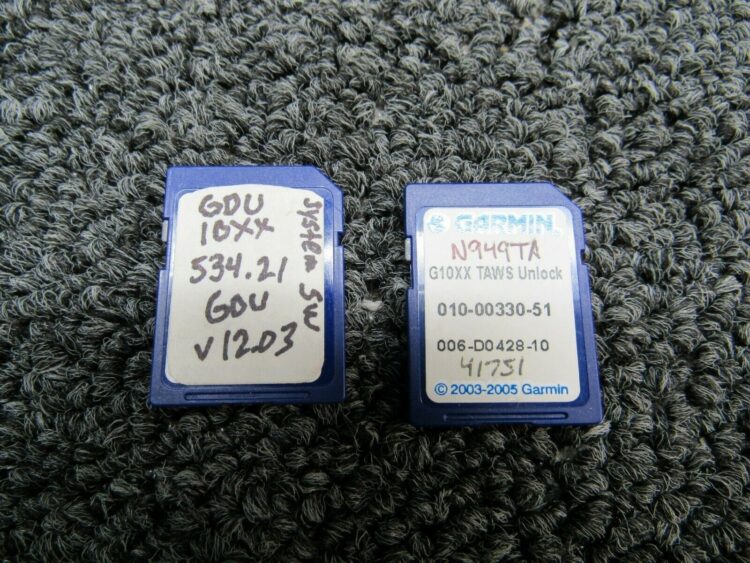 GDU
10XX
534.21
GDU
v12.03
System SW
GARMIN
N949TA
G10XX TAWS Unlock
010-00330-51
006-D0428-10
41751
© 2003-2005 Garmin